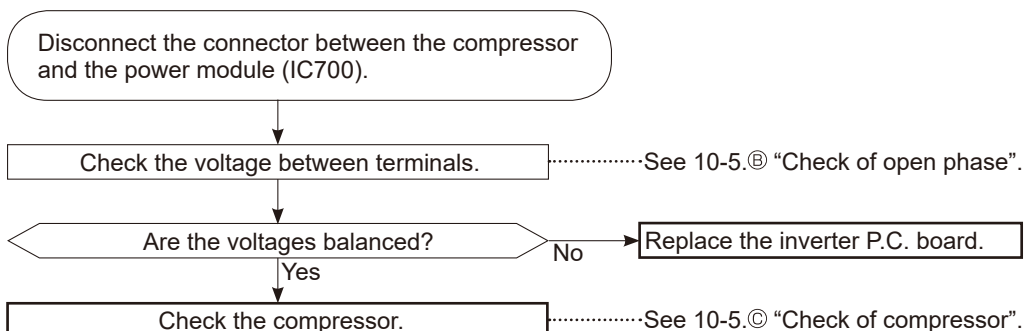 Disconnect the connector between the compressor
and the power module (IC700).
Check the voltage between terminals.
See 10-5.Ⓑ “Check of open phase”.
Are the voltages balanced?
No
Replace the inverter P.C. board.
Yes
Check the compressor.
See 10-5.Ⓒ “Check of compressor”.